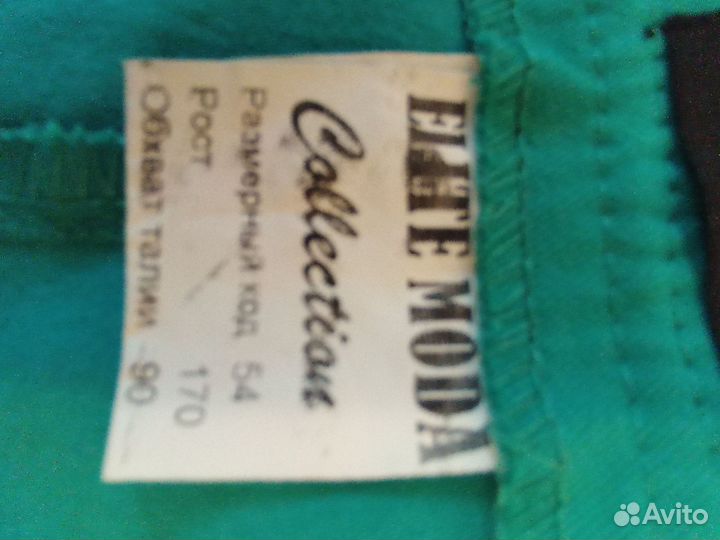 ELITE MODA
Collection
Размерный код 54
Рост 170
Обхват талии 90
Avito